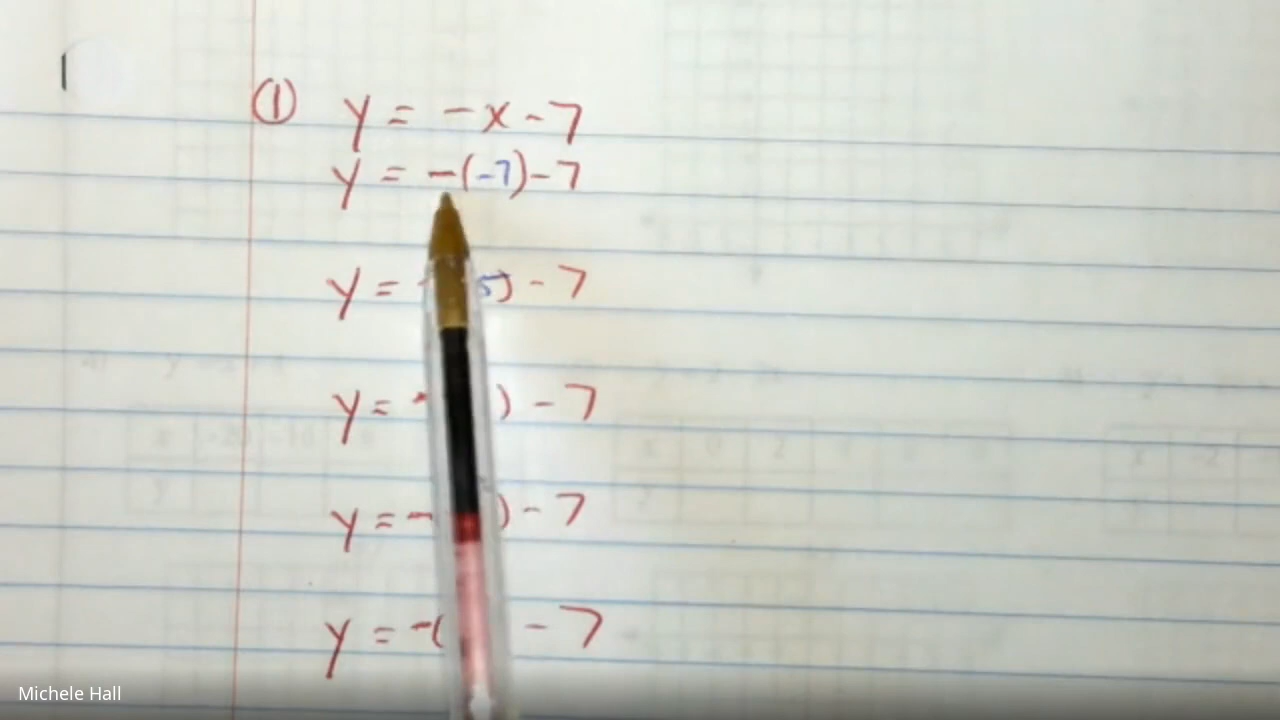 ① y = -x - 7
y = -(-7) - 7
y = 5) - 7
y = - ) - 7
y = - ) - 7
y = -( - 7
Michele Hall